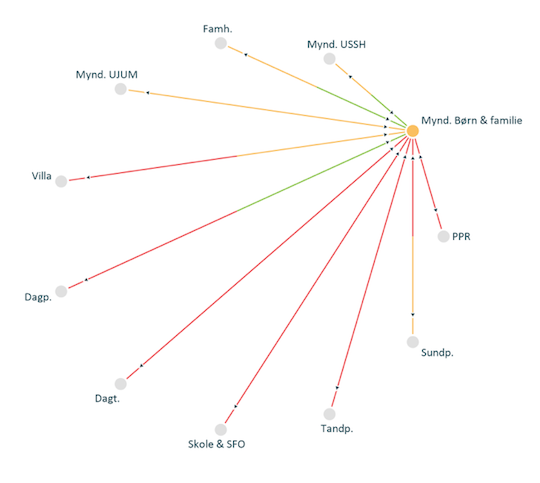 Famh.
Mynd. USSH
Mynd. UJUM
Mynd. Børn & familie
Villa
PPR
Dagp.
Sundp.
Dagt.
Tandp.
Skole & SFO